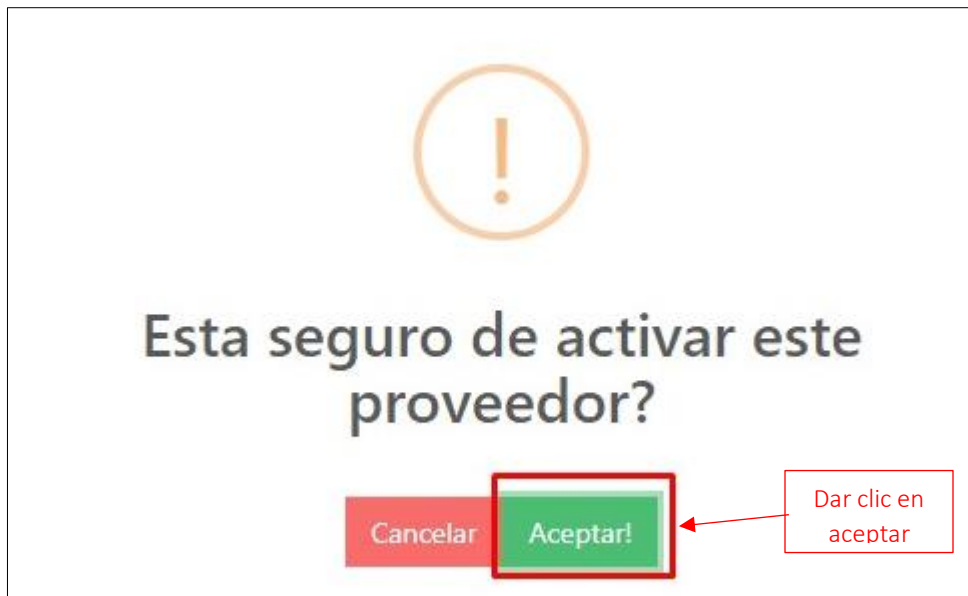 !
Esta seguro de activar este
proveedor?
Cancelar
Aceptar!
Dar clic en
aceptar